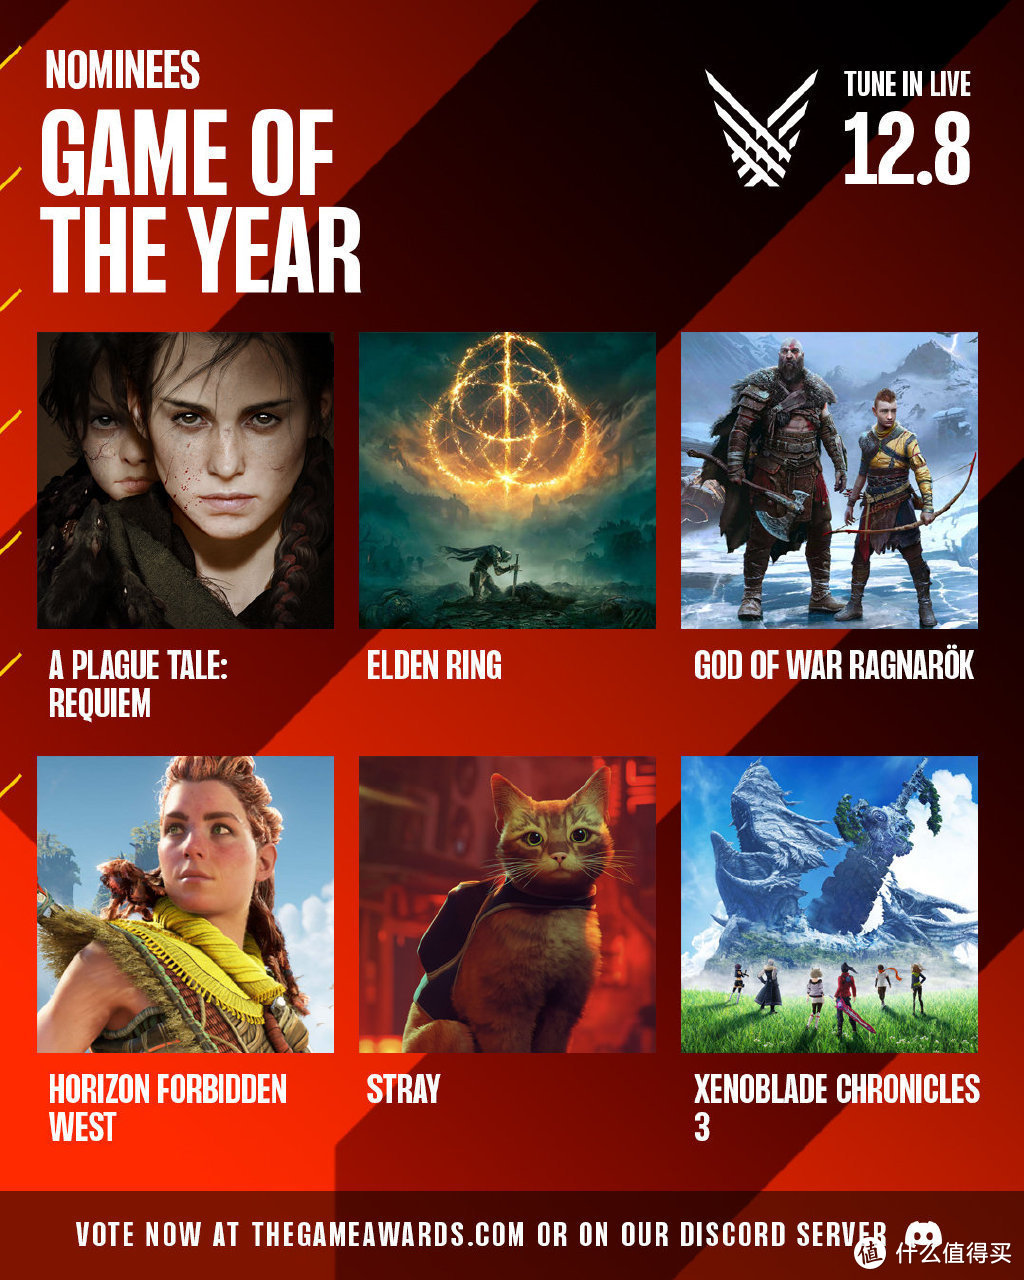 NOMINEES
GAME OF
THE YEAR
TUNE IN LIVE
12.8
A PLAGUE TALE:
REQUIEM
ELDEN RING
GOD OF WAR RAGNARÖK
HORIZON FORBIDDEN
WEST
STRAY
XENOBLADE CHRONICLES
3
VOTE NOW AT THEGAMEAWARDS.COM OR ON OUR DISCORD SERVER
值 什么值得买